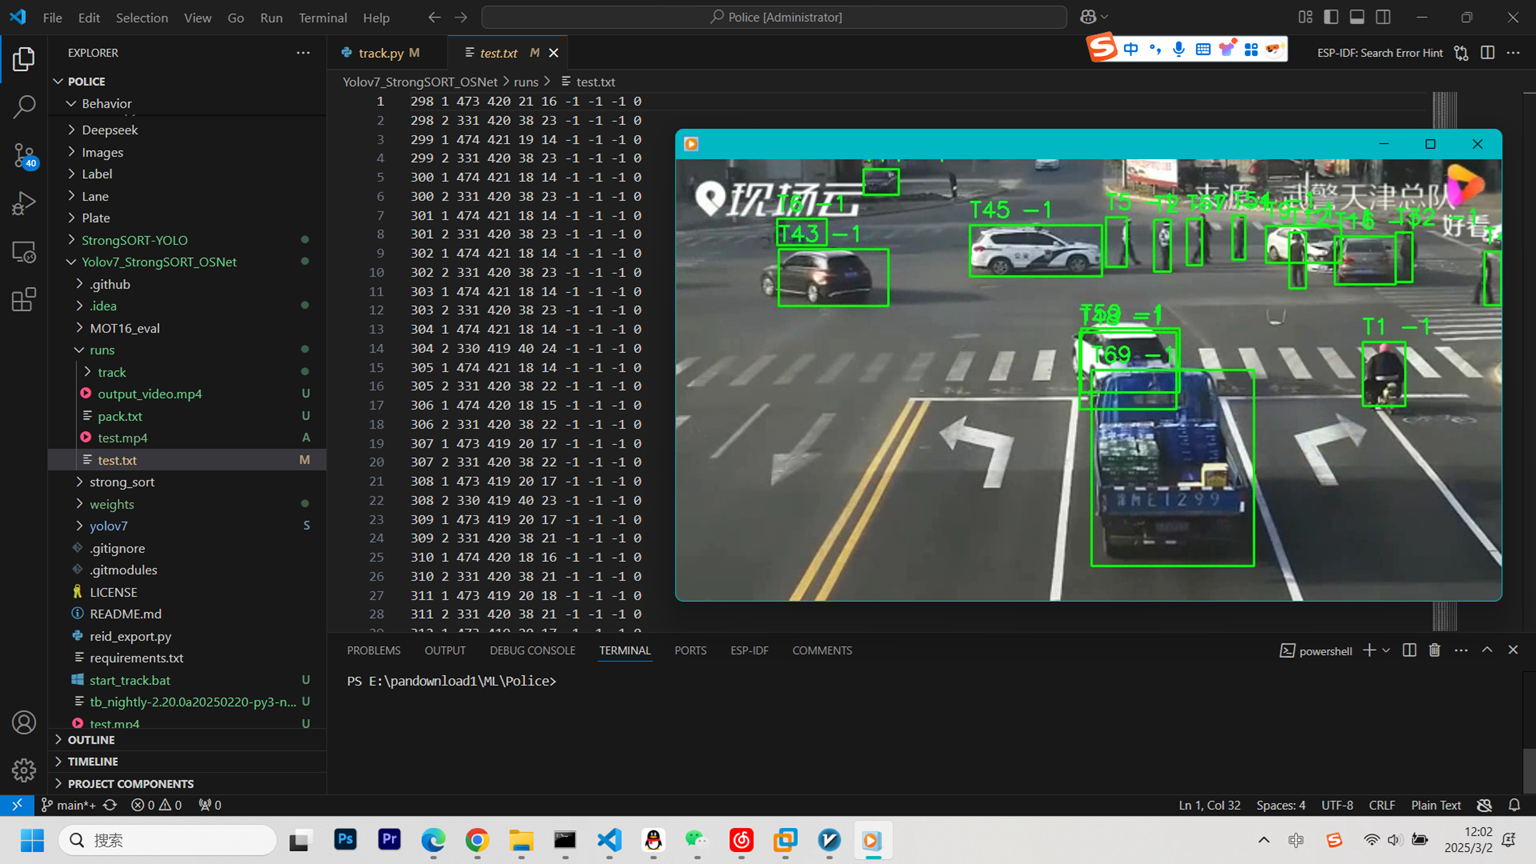 File Edit Selection View Go Run Terminal Help
Police [Administrator]
EXPLORER
POLICE
Behavior
Deepseek
Images
Label
Lane
Plate
StrongSORT-YOLO
Yolov7_StrongSORT_OSNet
.github
.idea
MOT16_eval
runs
track
output_video.mp4 U
pack.txt U
test.mp4 A
test.txt M
strong_sort
weights
yolov7 S
.gitignore
.gitmodules
LICENSE
README.md
reid_export.py
requirements.txt
start_track.bat U
tb_nightly-2.20.0a20250220-py3-n... U
test.mp4 U
OUTLINE
TIMELINE
PROJECT COMPONENTS
40
track.py M
test.txt M
中
ESP-IDF: Search Error Hint
Yolov7_StrongSORT_OSNet > runs > test.txt
1 298 1 473 420 21 16 -1 -1 -1 0
2 298 2 331 420 38 23 -1 -1 -1 0
3 299 1 474 421 19 14 -1 -1 -1 0
4 299 2 331 420 38 23 -1 -1 -1 0
5 300 1 474 421 18 14 -1 -1 -1 0
6 300 2 331 420 38 23 -1 -1 -1 0
7 301 1 474 421 18 14 -1 -1 -1 0
8 301 2 331 420 38 23 -1 -1 -1 0
9 302 1 474 421 18 14 -1 -1 -1 0
10 302 2 331 420 38 23 -1 -1 -1 0
11 303 1 474 421 18 14 -1 -1 -1 0
12 303 2 331 420 38 23 -1 -1 -1 0
13 304 1 474 421 18 14 -1 -1 -1 0
14 304 2 330 419 40 24 -1 -1 -1 0
15 305 1 474 421 18 14 -1 -1 -1 0
16 305 2 331 420 38 22 -1 -1 -1 0
17 306 1 474 420 18 15 -1 -1 -1 0
18 306 2 331 420 38 22 -1 -1 -1 0
19 307 1 473 419 20 17 -1 -1 -1 0
20 307 2 331 420 38 22 -1 -1 -1 0
21 308 1 473 419 20 17 -1 -1 -1 0
22 308 2 330 419 40 23 -1 -1 -1 0
23 309 1 473 419 20 17 -1 -1 -1 0
24 309 2 331 420 38 21 -1 -1 -1 0
25 310 1 474 420 18 16 -1 -1 -1 0
26 310 2 331 420 38 21 -1 -1 -1 0
27 311 1 473 419 20 18 -1 -1 -1 0
28 311 2 331 420 38 21 -1 -1 -1 0
现场云
来源 武警天津总队
好看
T43 -1
T45 -1
T69 -1
T1 -1
PROBLEMS OUTPUT DEBUG CONSOLE TERMINAL PORTS ESP-IDF COMMENTS
powershell
PS E:\pandownload1\ML\Police>
main*+ 0 0 0
Ln 1, Col 32 Spaces: 4 UTF-8 CRLF Plain Text
搜索
Ps
Pr
12:02
2025/3/2